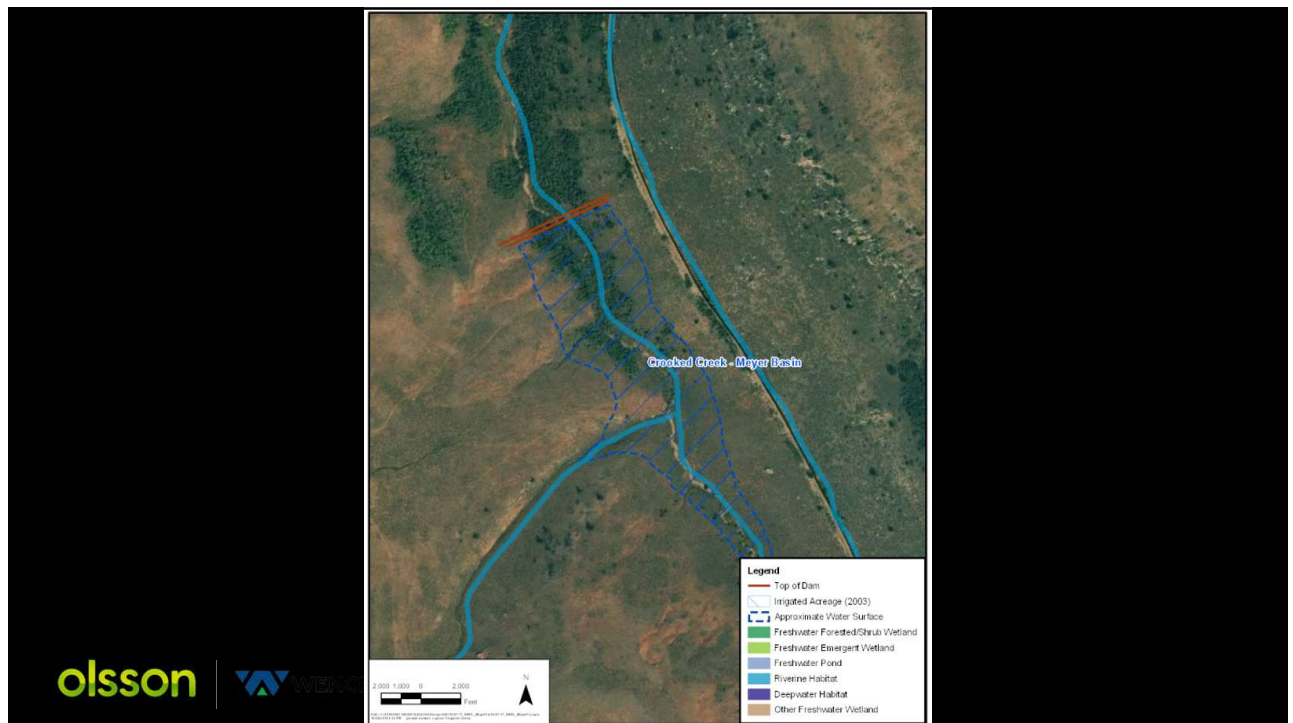 Crooked Creek - Meyer Basin
Legend
Top of Dam
Irrigated Acreage (2003)
Approximate Water Surface
Freshwater Forested/Shrub Wetland
Freshwater Emergent Wetland
Freshwater Pond
Riverine Habitat
Deepwater Habitat
Other Freshwater Wetland
2,000 1,000 0 2,000
Feet
N
olsson